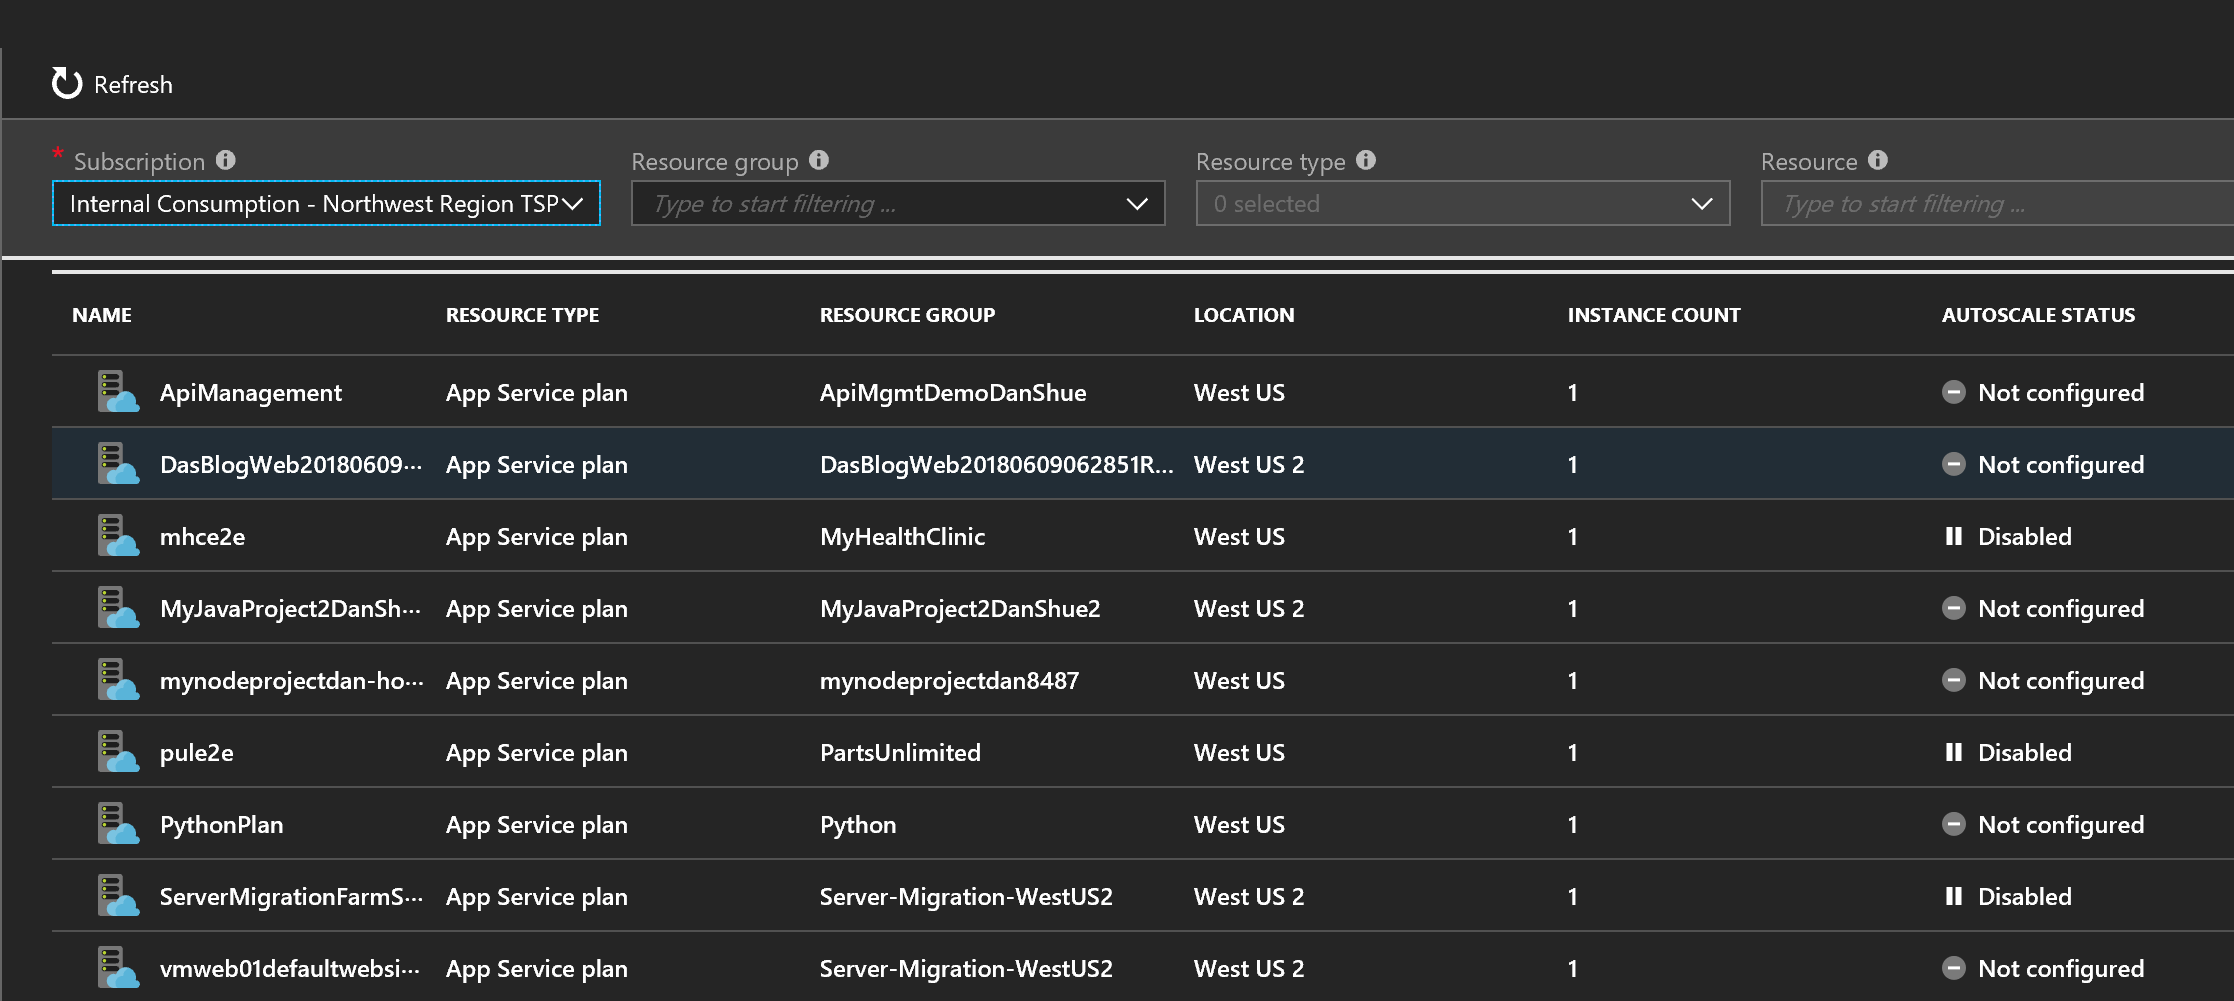 Refresh
* Subscription Resource group Resource type Resource
Internal Consumption - Northwest Region TSP Type to start filtering ... 0 selected Type to start filtering ...
NAME RESOURCE TYPE RESOURCE GROUP LOCATION INSTANCE COUNT AUTOSCALE STATUS
ApiManagement App Service plan ApiMgmtDemoDanShue West US 1 Not configured
DasBlogWeb20180609... App Service plan DasBlogWeb20180609062851R... West US 2 1 Not configured
mhce2e App Service plan MyHealthClinic West US 1 Disabled
MyJavaProject2DanSh... App Service plan MyJavaProject2DanShue2 West US 2 1 Not configured
mynodeprojectdan-ho... App Service plan mynodeprojectdan8487 West US 1 Not configured
pule2e App Service plan PartsUnlimited West US 1 Disabled
PythonPlan App Service plan Python West US 1 Not configured
ServerMigrationFarmS... App Service plan Server-Migration-WestUS2 West US 2 1 Disabled
vmweb01defaultwebsi... App Service plan Server-Migration-WestUS2 West US 2 1 Not configured